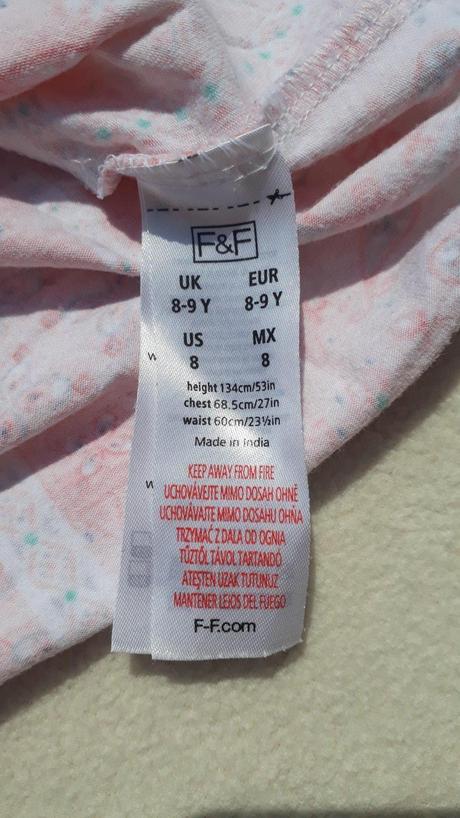 F&F
UK EUR
8-9 Y 8-9 Y
US MX
8 8
height 134cm/53in
chest 68.5cm/27in
waist 60cm/23½in
Made in India
KEEP AWAY FROM FIRE
UCHOVÁVEJTE MIMO DOSAH OHNĚ
UCHOVÁVAJTE MIMO DOSAHU OHŇA
TRZYMAĆ Z DALA OD OGNIA
TŰZTŐL TÁVOL TARTANDÓ
ATEŞTEN UZAK TUTUNUZ
MANTENER LEJOS DEL FUEGO
F-F.com